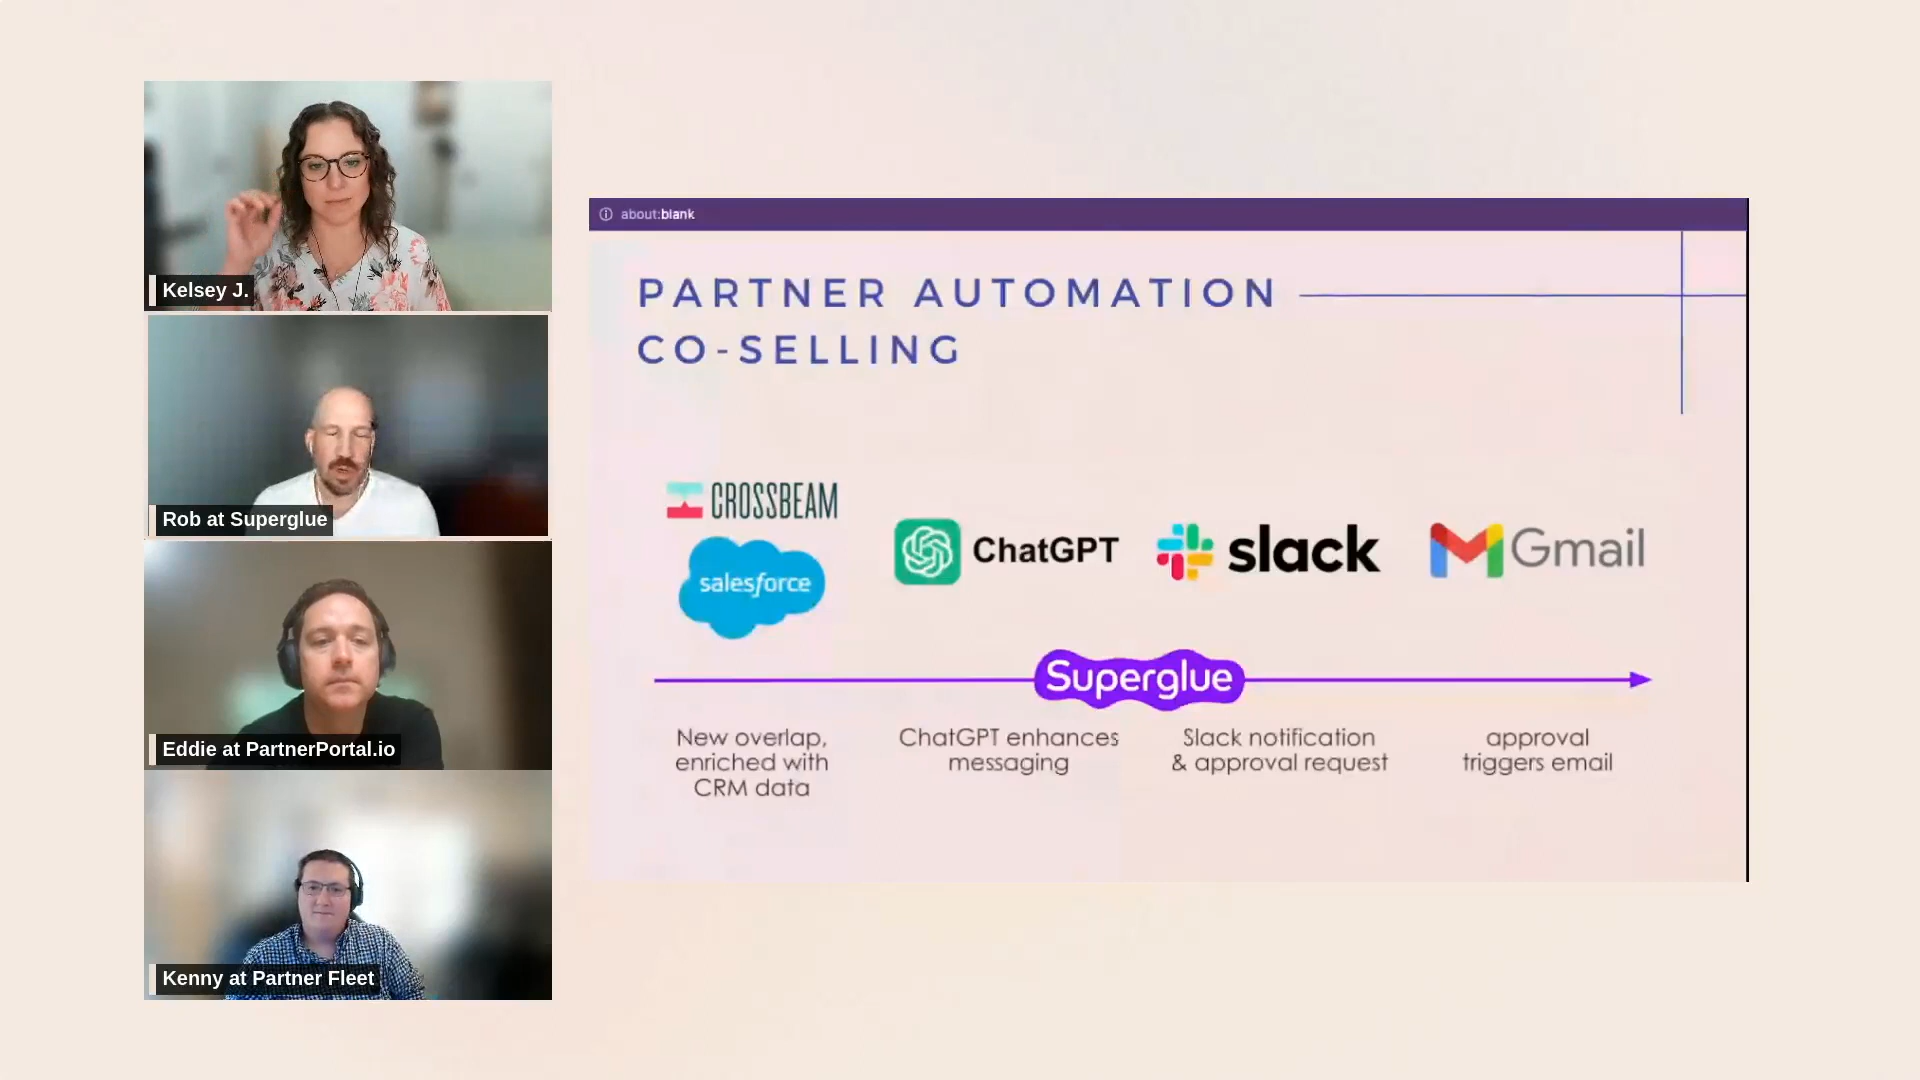 Kelsey J.
Rob at Superglue
Eddie at PartnerPortal.io
Kenny at Partner Fleet
about:blank
PARTNER AUTOMATION
CO-SELLING
CROSSBEAM
salesforce
ChatGPT
slack
Gmail
Superglue
New overlap,
enriched with
CRM data
ChatGPT enhances
messaging
Slack notification
& approval request
approval
triggers email